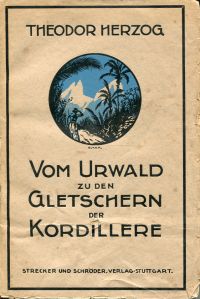 THEODOR HERZOG
VOM URWALD
ZU DEN
GLETSCHERN
DER
KORDILLERE
STRECKER UND SCHRÖDER, VERLAG-STUTTGART.